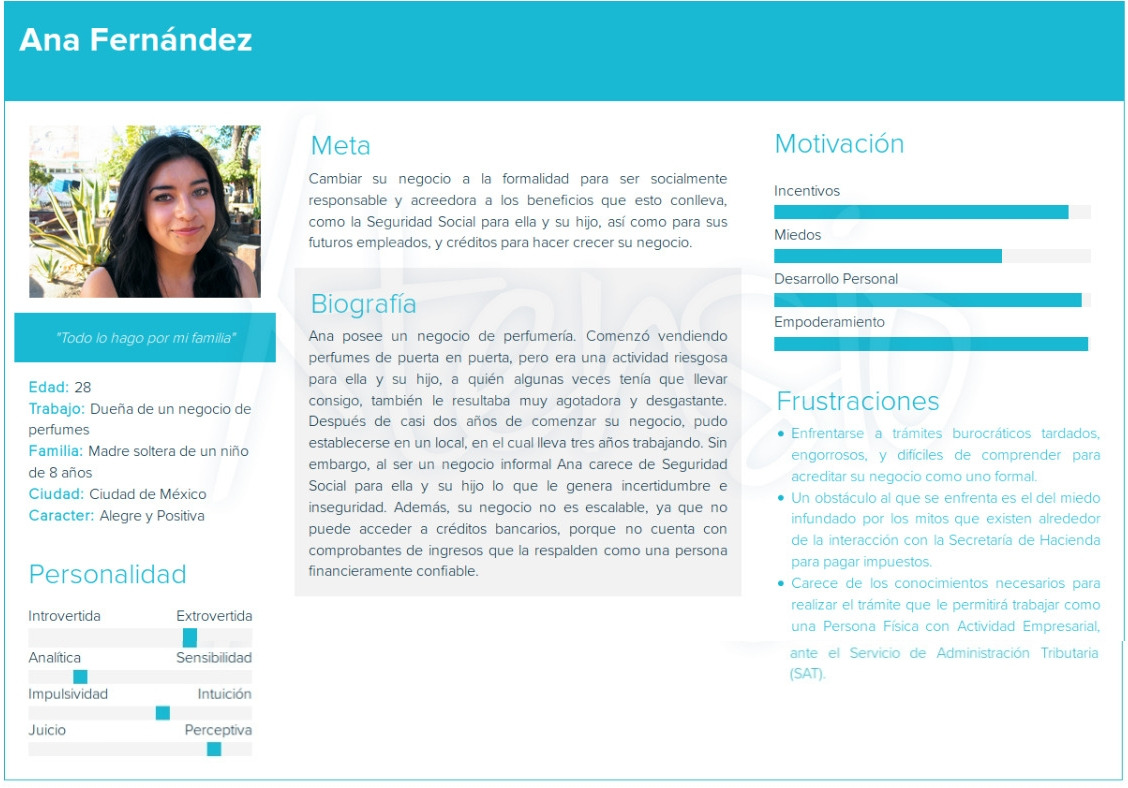 Ana Fernández
"Todo lo hago por mi familia"
Edad: 28
Trabajo: Dueña de un negocio de
perfumes
Familia: Madre soltera de un niño
de 8 años
Ciudad: Ciudad de México
Caracter: Alegre y Positiva
Personalidad
Introvertida Extrovertida
Analítica Sensibilidad
Impulsividad Intuición
Juicio Perceptiva
Meta
Cambiar su negocio a la formalidad para ser socialmente
responsable y acreedora a los beneficios que esto conlleva,
como la Seguridad Social para ella y su hijo, así como para sus
futuros empleados, y créditos para hacer crecer su negocio.
Biografía
Ana posee un negocio de perfumería. Comenzó vendiendo
perfumes de puerta en puerta, pero era una actividad riesgosa
para ella y su hijo, a quién algunas veces tenía que llevar
consigo, también le resultaba muy agotadora y desgastante.
Después de casi dos años de comenzar su negocio, pudo
establecerse en un local, en el cual lleva tres años trabajando. Sin
embargo, al ser un negocio informal Ana carece de Seguridad
Social para ella y su hijo lo que le genera incertidumbre e
inseguridad. Además, su negocio no es escalable, ya que no
puede acceder a créditos bancarios, porque no cuenta con
comprobantes de ingresos que la respalden como una persona
financieramente confiable.
Motivación
Incentivos
Miedos
Desarrollo Personal
Empoderamiento
Frustraciones
• Enfrentarse a trámites burocráticos tardados,
engorrosos, y difíciles de comprender para
acreditar su negocio como uno formal.
• Un obstáculo al que se enfrenta es el del miedo
infundado por los mitos que existen alrededor
de la interacción con la Secretaría de Hacienda
para pagar impuestos.
• Carece de los conocimientos necesarios para
realizar el trámite que le permitirá trabajar como
una Persona Física con Actividad Empresarial,
ante el Servicio de Administración Tributaria
(SAT).
Xtensio